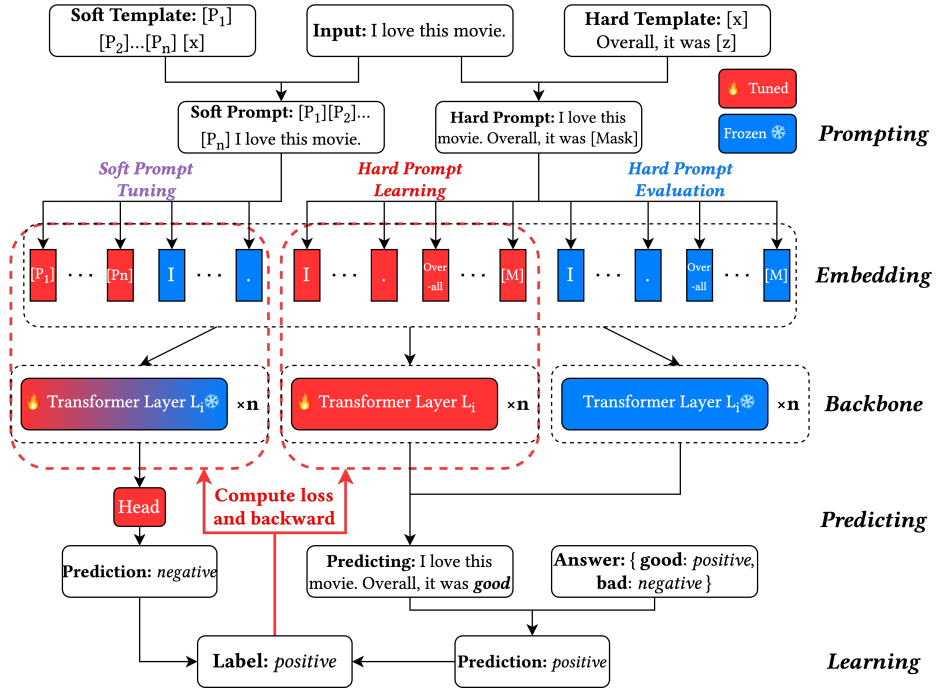 Soft Template: [P1]
[P2]...[Pn] [x]
Input: I love this movie.
Hard Template: [x]
Overall, it was [z]
🔥 Tuned
Frozen ❄
Soft Prompt: [P1][P2]...
[Pn] I love this movie.
Hard Prompt: I love this
movie. Overall, it was [Mask]
Prompting
Soft Prompt
Tuning
Hard Prompt
Learning
Hard Prompt
Evaluation
[P1] ··· [Pn] I ··· .
I ··· . Over
-all ··· [M]
I ··· . Over
-all ··· [M]
Embedding
🔥 Transformer Layer Li❄ ×n
🔥 Transformer Layer Li ×n
Transformer Layer Li❄ ×n
Backbone
Head
Compute loss
and backward
Predicting
Prediction: negative
Predicting: I love this
movie. Overall, it was good
Answer: { good: positive,
bad: negative }
Label: positive
Prediction: positive
Learning